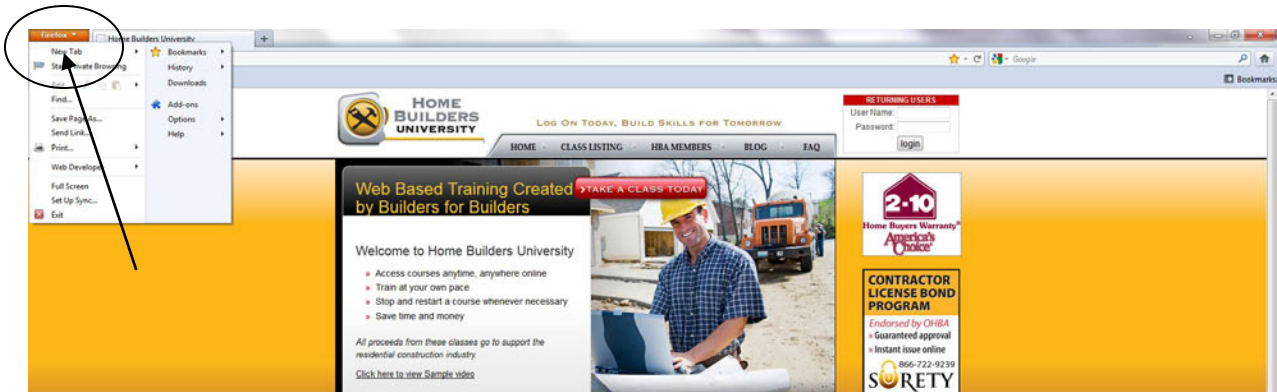 Firefox
Home Builders University
+
New Tab
Bookmarks
Private Browsing
History
Downloads
Find...
Add-ons
Save Page As...
Options
Send Link...
Help
Print...
Web Developer
Full Screen
Set Up Sync...
Exit
Google
Bookmarks
HOME
BUILDERS
UNIVERSITY
LOG ON TODAY, BUILD SKILLS FOR TOMORROW
RETURNING USERS
User Name:
Password:
login
HOME
CLASS LISTING
HBA MEMBERS
BLOG
FAQ
Web Based Training Created
by Builders for Builders
TAKE A CLASS TODAY
Welcome to Home Builders University
» Access courses anytime, anywhere online
» Train at your own pace
» Stop and restart a course whenever necessary
» Save time and money
All proceeds from these classes go to support the
residential construction industry.
Click here to view Sample video
2-10
Home Buyers Warranty®
America's
Choice®
CONTRACTOR
LICENSE BOND
PROGRAM
Endorsed by OHBA
» Guaranteed approval
» Instant issue online
866-722-9239
SURETY